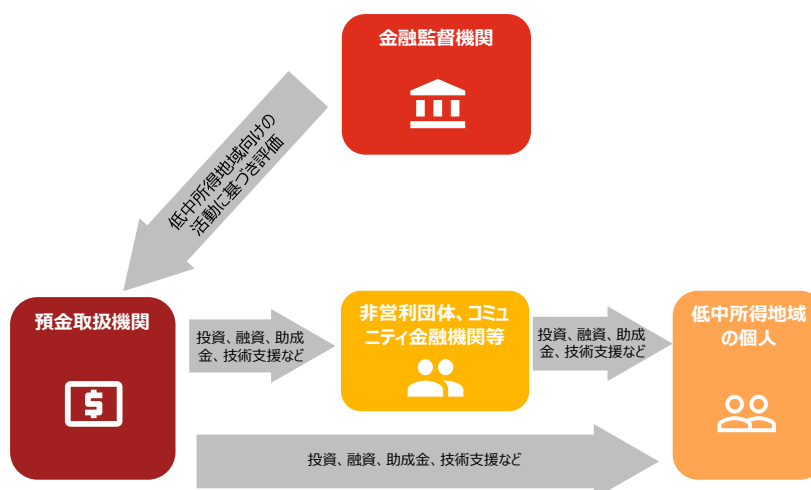 金融監督機関
低中所得地域向けの
活動に基づき評価
預金取扱機関
投資、融資、助成
金、技術支援など
非営利団体、コミュ
ニティ金融機関等
投資、融資、助成
金、技術支援など
低中所得地域
の個人
投資、融資、助成金、技術支援など